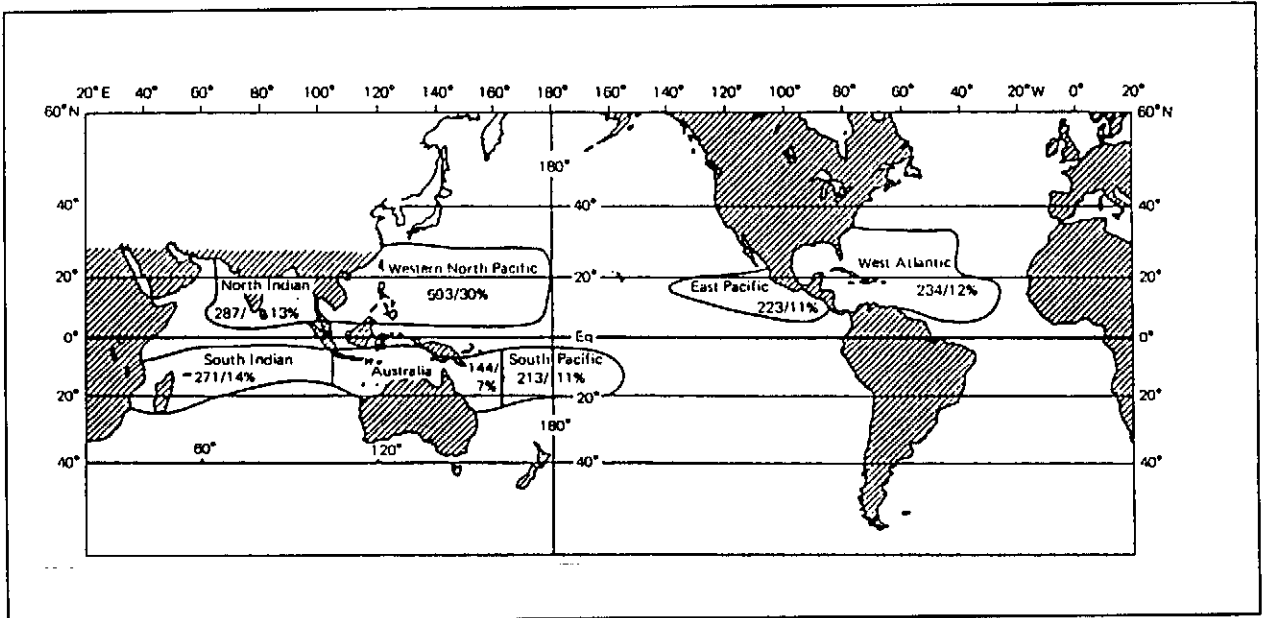 20° E 40° 60° 80° 100° 120° 140° 160° 180° 160° 140° 120° 100° 80° 60° 40° 20°W 0° 20°
60° N 60° N
180°
40° 40°
Western North Pacific
593/30%
West Atlantic
234/12%
20° 20°
North Indian
287/ 13%
East Pacific
223/11%
0° Eq 0°
South Indian
271/14%
Australia
144/
7%
South Pacific
213/ 11%
20° 20° 20°
180°
60° 120°
40° 40° 40°